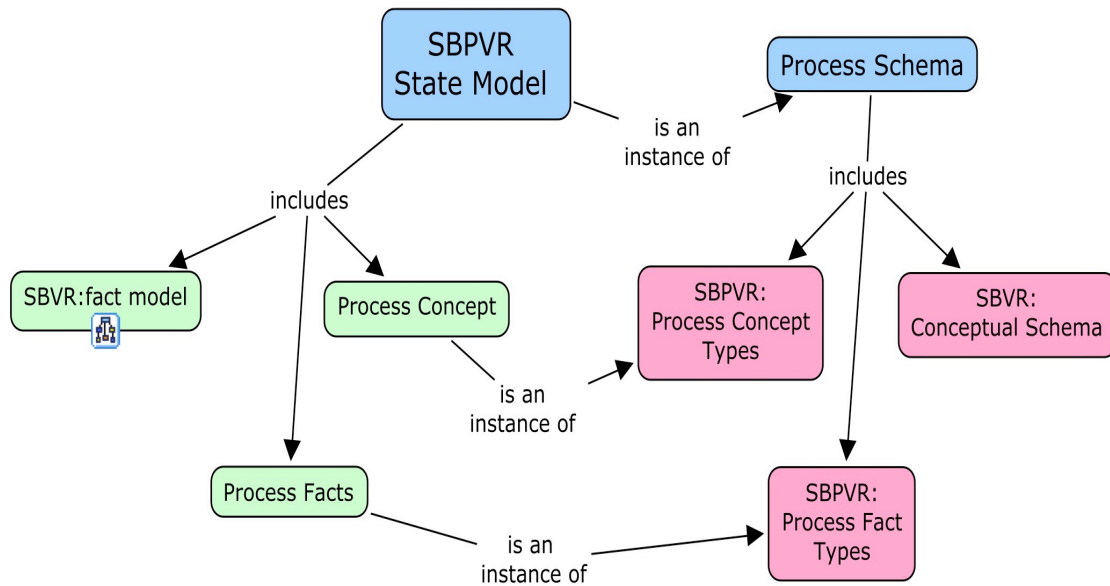 SBPVR
State Model
Process Schema
is an
instance of
includes
includes
SBVR:fact model
Process Concept
SBPVR:
Process Concept
Types
SBVR:
Conceptual Schema
is an
instance of
Process Facts
SBPVR:
Process Fact
Types
is an
instance of